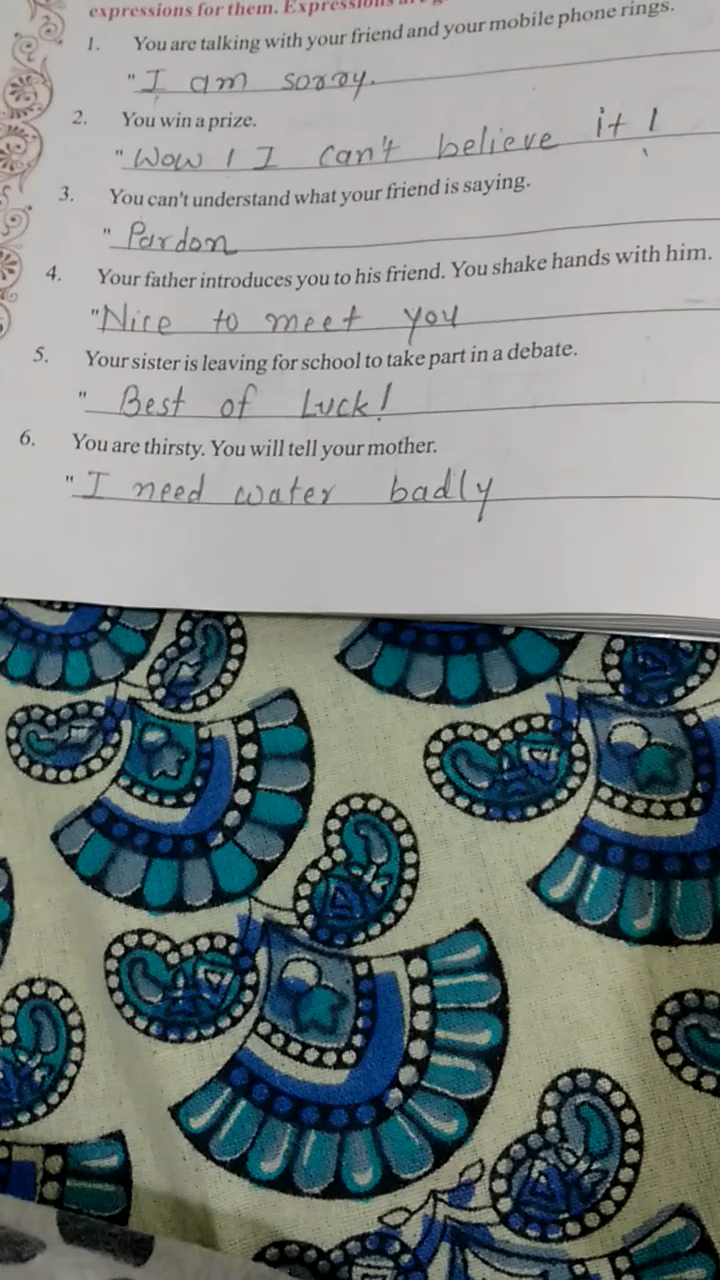 expressions for them. Expressions
1. You are talking with your friend and your mobile phone rings.
"I am sorry.
2. You win a prize.
"Wow! I can't believe it!
3. You can't understand what your friend is saying.
"Pardon
4. Your father introduces you to his friend. You shake hands with him.
"Nice to meet you
5. Your sister is leaving for school to take part in a debate.
"Best of Luck!
6. You are thirsty. You will tell your mother.
"I need water badly